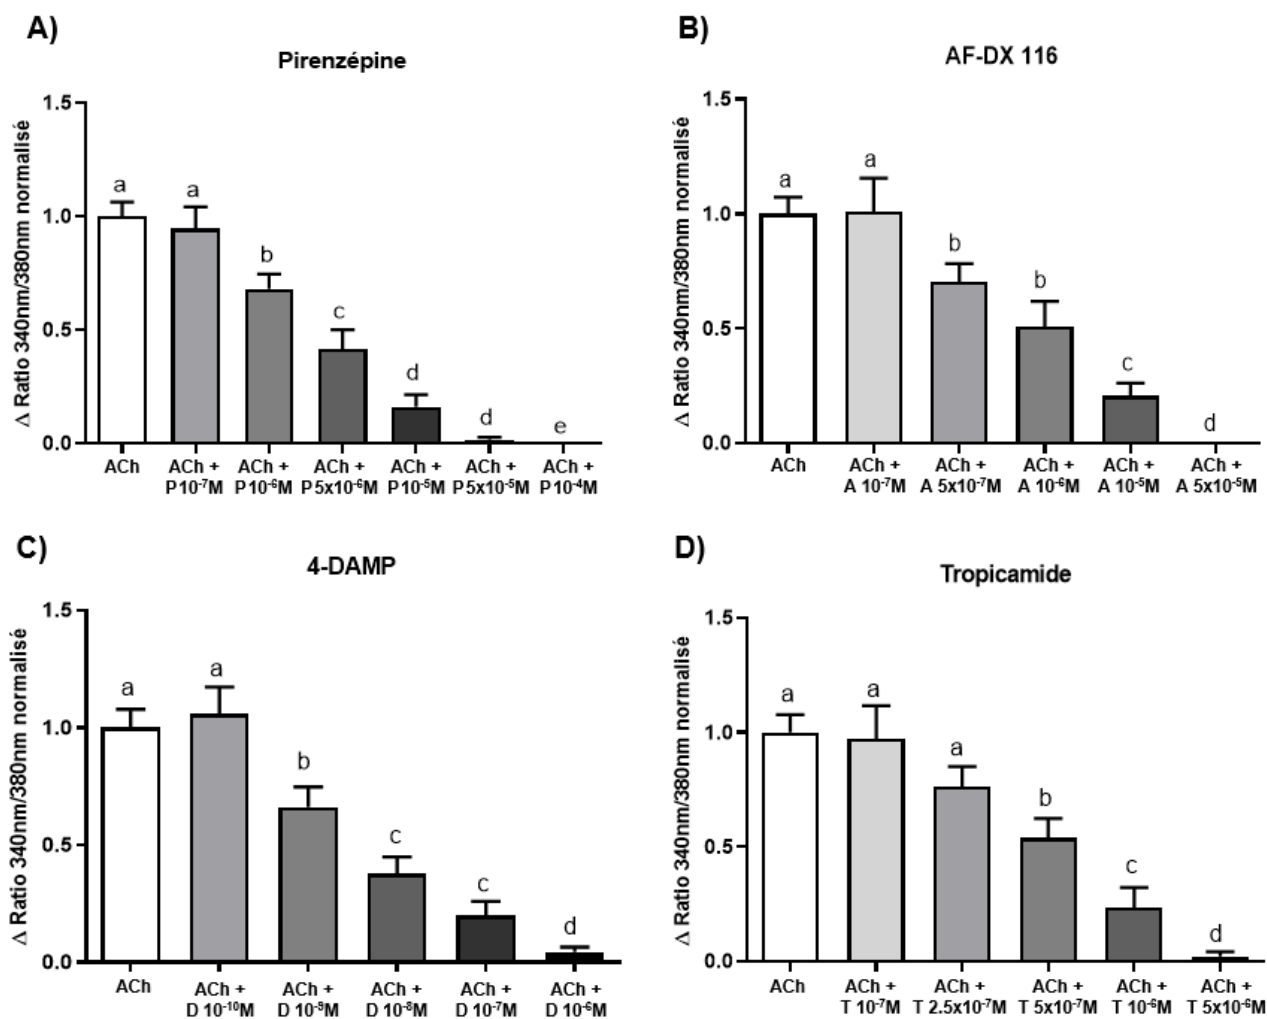 A)
Pirenzépine
Δ Ratio 340nm/380nm normalisé
1.5
1.0
0.5
0.0
a
a
b
c
d
d
e
ACh
ACh + P 10⁻⁷M
ACh + P 10⁻⁶M
ACh + P 5x10⁻⁶M
ACh + P 10⁻⁵M
ACh + P 5x10⁻⁵M
ACh + P 10⁻⁴M
B)
AF-DX 116
Δ Ratio 340nm/380nm normalisé
1.5
1.0
0.5
0.0
a
a
b
b
c
d
ACh
ACh + A 10⁻⁷M
ACh + A 5x10⁻⁷M
ACh + A 10⁻⁶M
ACh + A 10⁻⁵M
ACh + A 5x10⁻⁵M
C)
4-DAMP
Δ Ratio 340nm/380nm normalisé
1.5
1.0
0.5
0.0
a
a
b
c
c
d
ACh
ACh + D 10⁻¹⁰M
ACh + D 10⁻⁹M
ACh + D 10⁻⁸M
ACh + D 10⁻⁷M
ACh + D 10⁻⁶M
D)
Tropicamide
Δ Ratio 340nm/380nm normalisé
1.5
1.0
0.5
0.0
a
a
a
b
c
d
ACh
ACh + T 10⁻⁷M
ACh + T 2.5x10⁻⁷M
ACh + T 5x10⁻⁷M
ACh + T 10⁻⁶M
ACh + T 5x10⁻⁶M